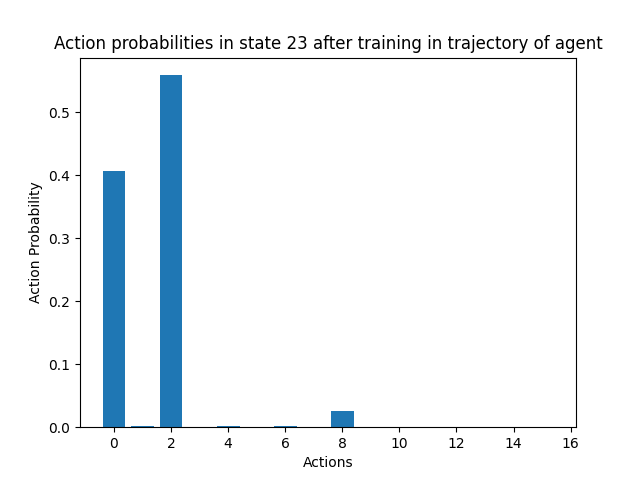 Action probabilities in state 23 after training in trajectory of agent
0.5
0.4
0.3
0.2
0.1
0.0
Action Probability
0 2 4 6 8 10 12 14 16
Actions